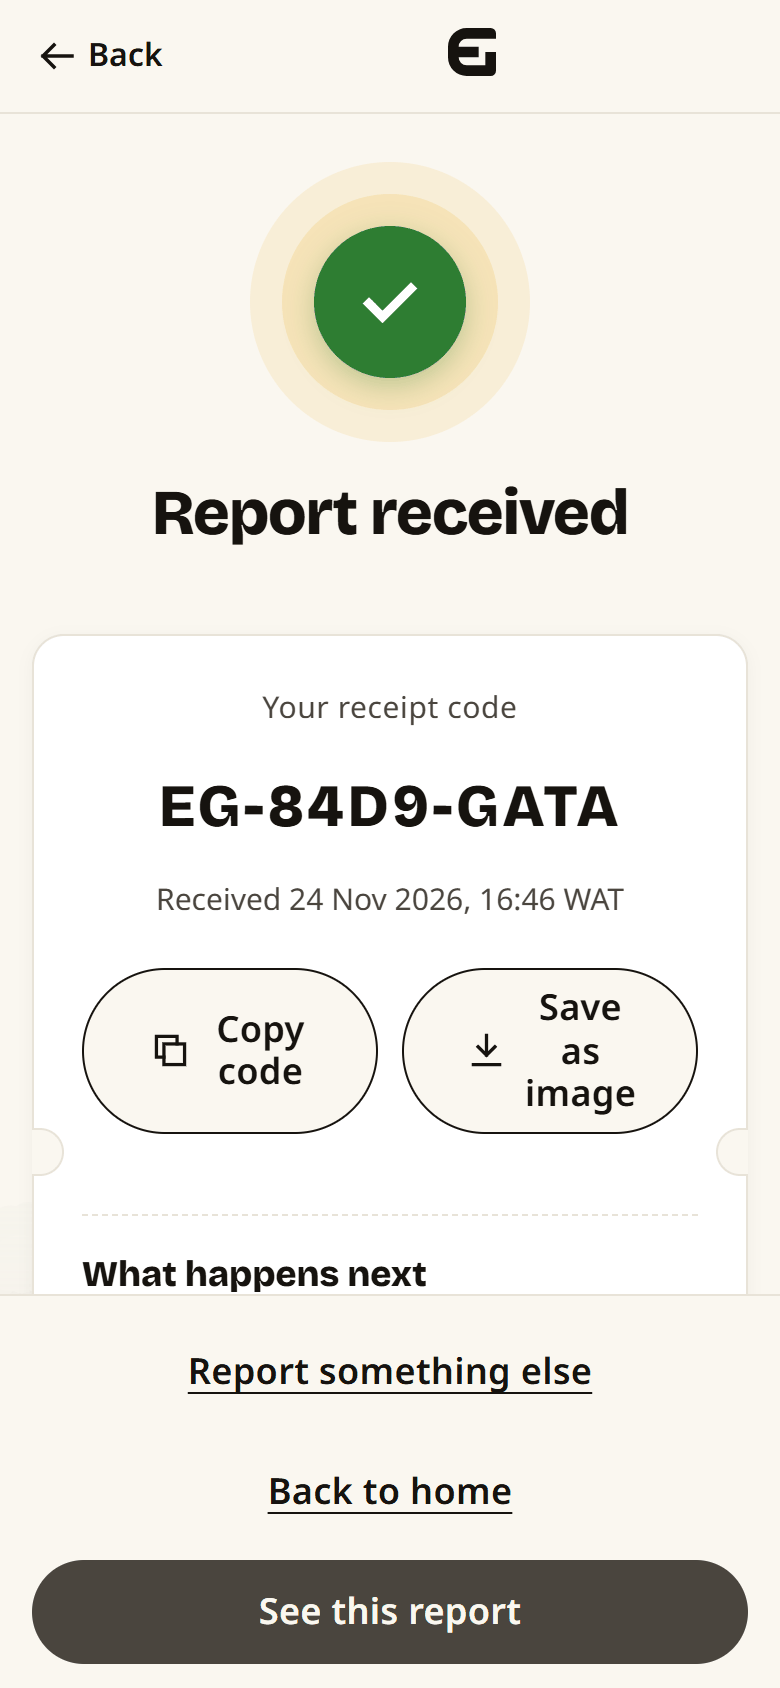 Back
Report received
Your receipt code
EG-84D9-GATA
Received 24 Nov 2026, 16:46 WAT
Copy
code
Save
as
image
What happens next
Report something else
Back to home
See this report